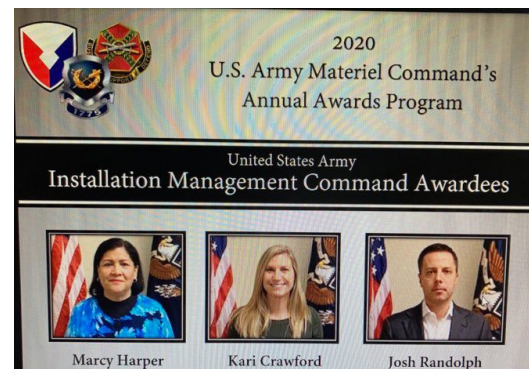 2020
U.S. Army Materiel Command's
Annual Awards Program
1775
United States Army
Installation Management Command Awardees
Marcy Harper
Kari Crawford
Josh Randolph